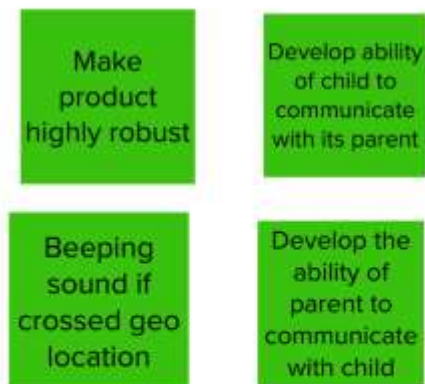 Make
product
highly robust
Develop ability
of child to
communicate
with its parent
Beeping
sound if
crossed geo
location
Develop the
ability of
parent to
communicate
with child